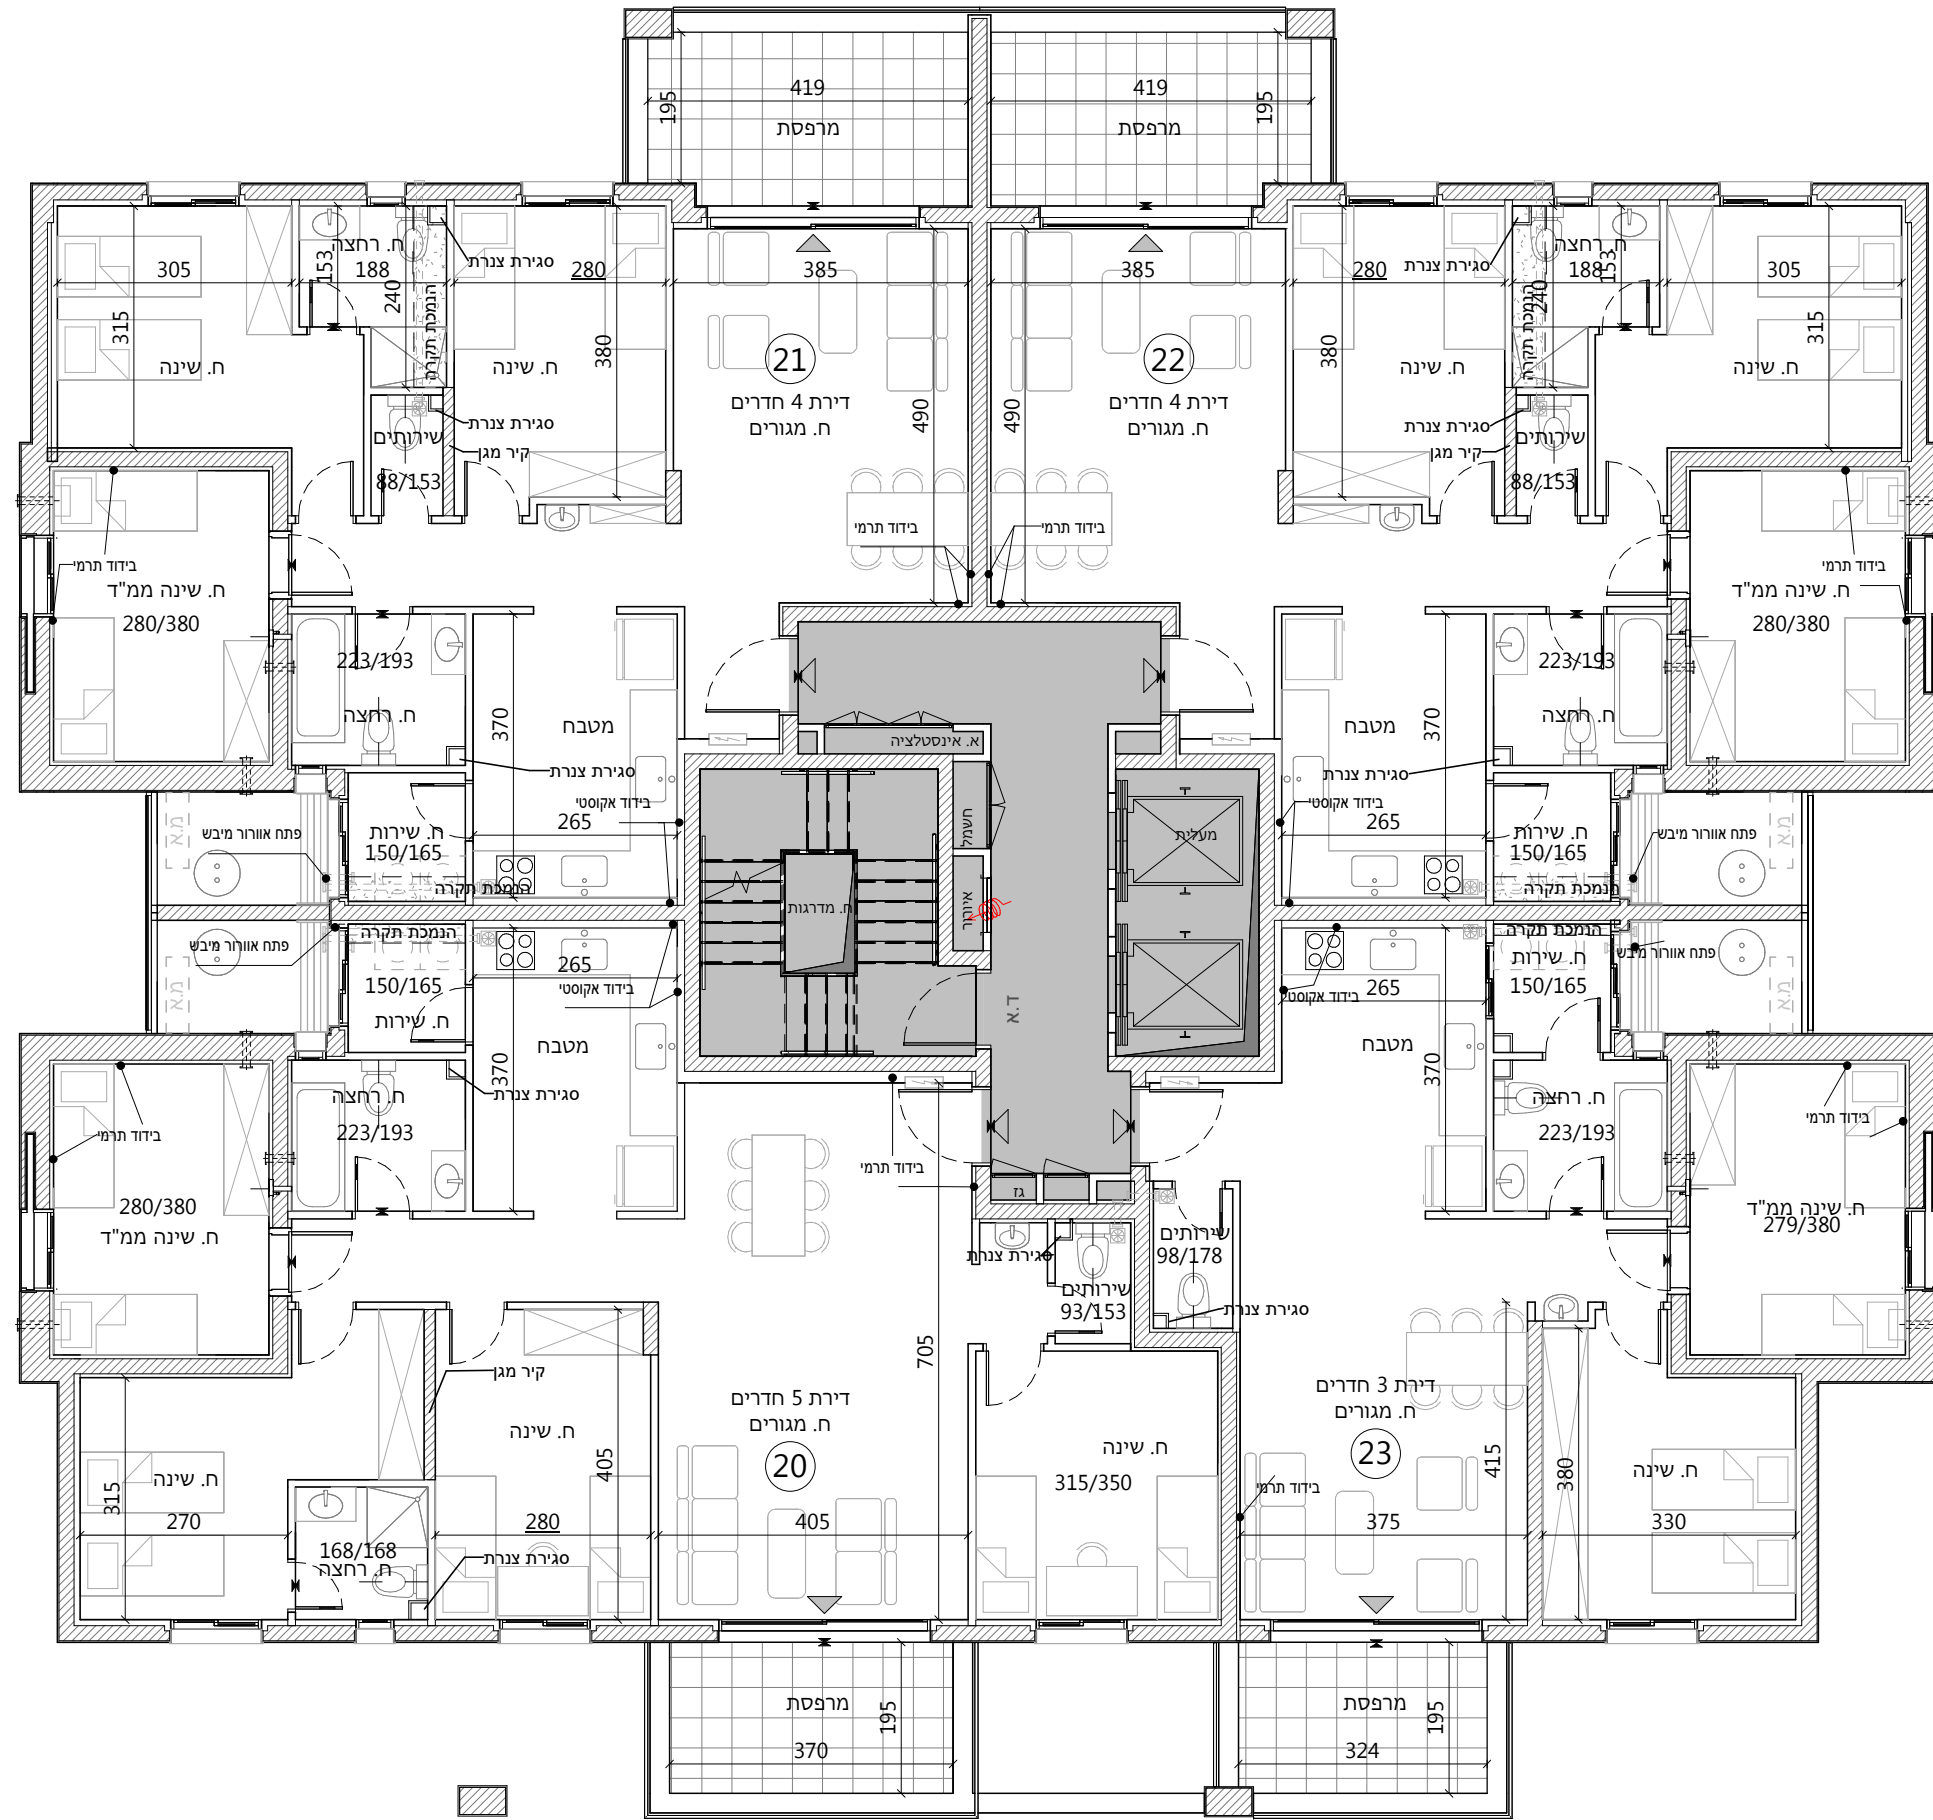 419
195
מרפסת
419
195
מרפסת
305
315
ח. שינה
ח. רחצה
153
188
240
הנמכת תקרה
סגירת צנרת
280
380
ח. שינה
385
21
דירת 4 חדרים
ח. מגורים
490
סגירת צנרת
שירותים
קיר מגן
88/153
בידוד תרמי
385
22
דירת 4 חדרים
ח. מגורים
490
בידוד תרמי
280
380
ח. שינה
סגירת צנרת
ח. רחצה
153
188
240
הנמכת תקרה
305
315
ח. שינה
סגירת צנרת
שירותים
קיר מגן
88/153
בידוד תרמי
ח. שינה ממ"ד
280/380
בידוד תרמי
ח. שינה ממ"ד
280/380
223/193
ח. רחצה
370
מטבח
סגירת צנרת
בידוד אקוסטי
265
פתח אוורור מיבש
מ.א
ח. שירות
150/165
הנמכת תקרה
א. אינסטלציה
חשמל
איורור
ח. מדרגות
מעלית
ד.א
מטבח
370
223/193
ח. רחצה
סגירת צנרת
בידוד אקוסטי
265
ח. שירות
150/165
הנמכת תקרה
פתח אוורור מיבש
מ.א
פתח אוורור מיבש
מ.א
הנמכת תקרה
150/165
ח. שירות
265
בידוד אקוסטי
מטבח
370
סגירת צנרת
ח. רחצה
223/193
בידוד תרמי
280/380
ח. שינה ממ"ד
265
בידוד אקוסטי
מטבח
370
הנמכת תקרה
ח. שירות
150/165
פתח אוורור מיבש
מ.א
ח. רחצה
223/193
בידוד תרמי
ח. שינה ממ"ד
279/380
בידוד תרמי
גז
סגירת צנרת
שירותים
93/153
שירותים
98/178
סגירת צנרת
קיר מגן
315
ח. שינה
270
168/168
ח. רחצה
סגירת צנרת
ח. שינה
405
280
705
דירת 5 חדרים
ח. מגורים
20
405
ח. שינה
315/350
דירת 3 חדרים
ח. מגורים
23
בידוד תרמי
375
415
380
ח. שינה
330
מרפסת
195
370
מרפסת
195
324